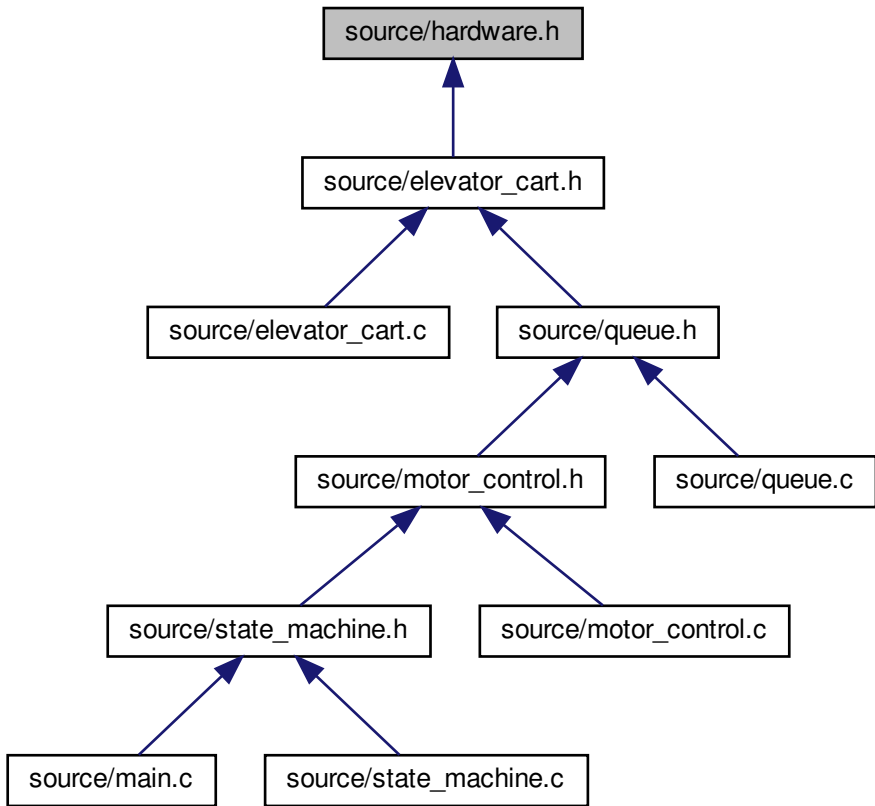 source/hardware.h
source/elevator_cart.h
source/elevator_cart.c
source/queue.h
source/motor_control.h
source/queue.c
source/state_machine.h
source/motor_control.c
source/main.c
source/state_machine.c